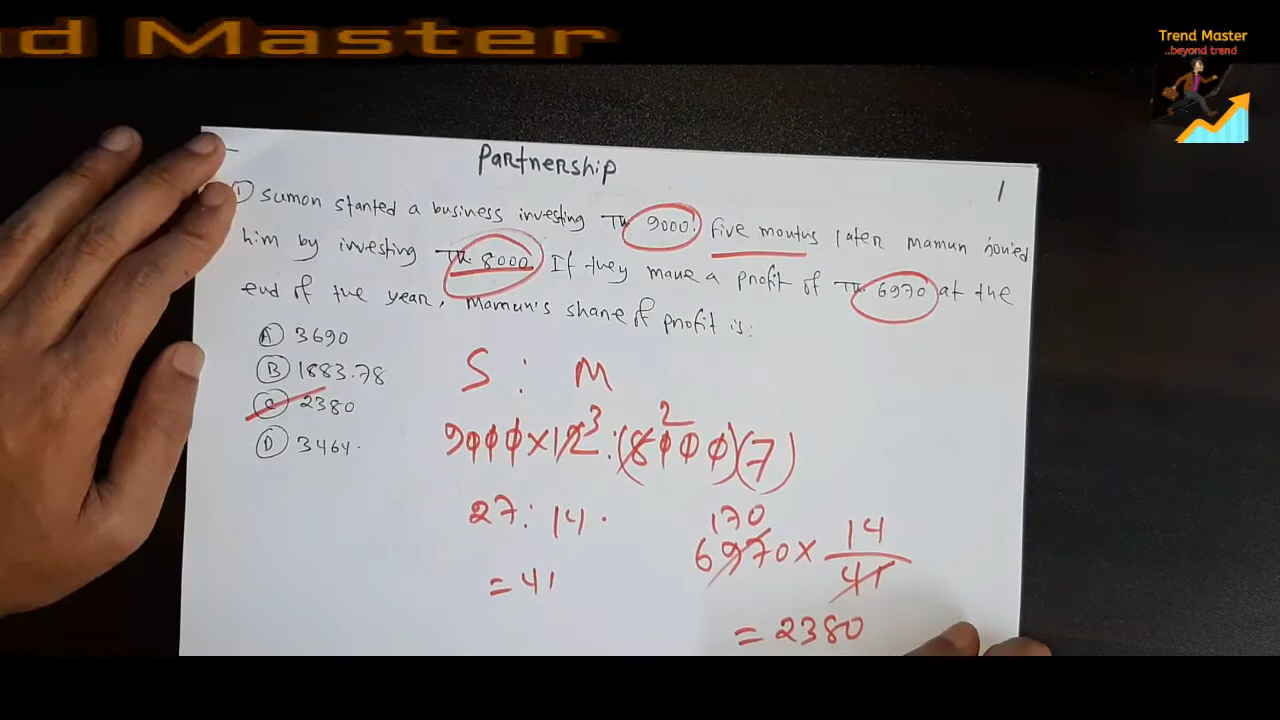 nd Master
Trend Master
..beyond trend
Partnership
1
① Sumon started a business investing Tk 9000. Five months later Mamun joined
him by investing Tk. 8000. If they make a profit of Tk. 6970 at the
end of the year, Mamun's share of profit is:
Ⓐ 3690
Ⓑ 1883.78
Ⓒ 2380
Ⓓ 3464.
S : M
9000 × 12 3 : (8000) 2 (7)
27 : 14.
= 41
170
6970 × 14/41
= 2380